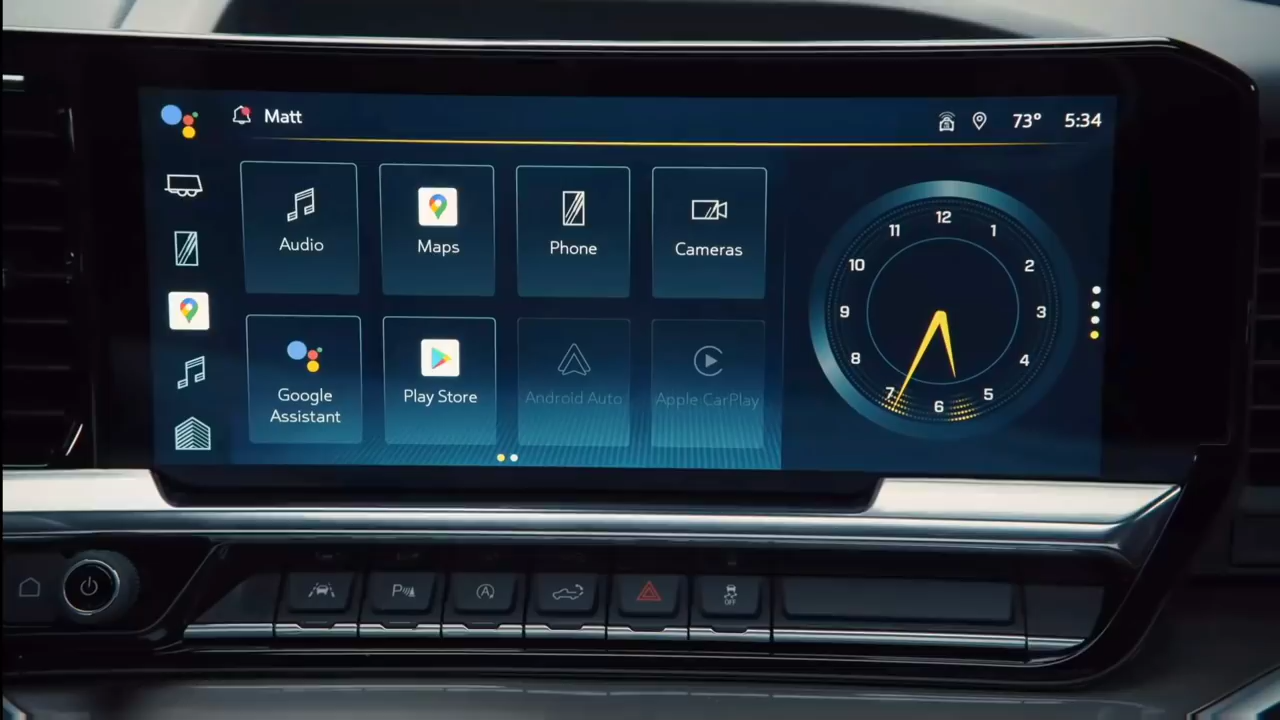 Matt
73° 5:34
Audio
Maps
Phone
Cameras
Google
Assistant
Play Store
Android Auto
Apple CarPlay
12
1
2
3
4
5
6
7
8
9
10
11
P
A
OFF